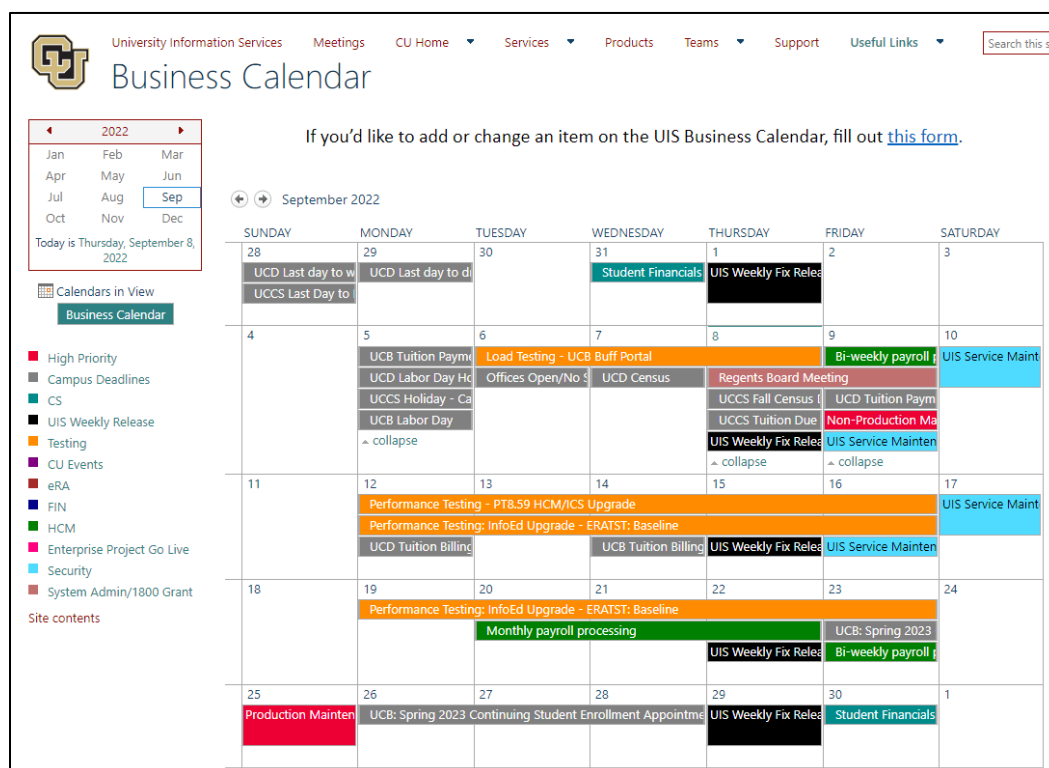 University Information Services Meetings CU Home Services Products Teams Support Useful Links Search this s
Business Calendar
2022
Jan Feb Mar
Apr May Jun
Jul Aug Sep
Oct Nov Dec
Today is Thursday, September 8,
2022
Calendars in View
Business Calendar
High Priority
Campus Deadlines
CS
UIS Weekly Release
Testing
CU Events
eRA
FIN
HCM
Enterprise Project Go Live
Security
System Admin/1800 Grant
Site contents
If you'd like to add or change an item on the UIS Business Calendar, fill out this form.
September 2022
SUNDAY MONDAY TUESDAY WEDNESDAY THURSDAY FRIDAY SATURDAY
28 29 30 31 1 2 3
UCD Last day to w UCD Last day to d Student Financials UIS Weekly Fix Relea
UCCS Last Day to
4 5 6 7 8 9 10
UCB Tuition Payme Load Testing - UCB Buff Portal Bi-weekly payroll p UIS Service Maint
UCD Labor Day Ho Offices Open/No S UCD Census Regents Board Meeting
UCCS Holiday - Ca UCCS Fall Census UCD Tuition Paym
UCB Labor Day UCCS Tuition Due Non-Production Ma
collapse UIS Weekly Fix Relea UIS Service Mainten
collapse collapse
11 12 13 14 15 16 17
Performance Testing - PT8.59 HCM/ICS Upgrade UIS Service Maint
Performance Testing: InfoEd Upgrade - ERATST: Baseline
UCD Tuition Billing UCB Tuition Billing UIS Weekly Fix Relea UIS Service Mainten
18 19 20 21 22 23 24
Performance Testing: InfoEd Upgrade - ERATST: Baseline
Monthly payroll processing UCB: Spring 2023
UIS Weekly Fix Relea Bi-weekly payroll p
25 26 27 28 29 30 1
Production Mainten UCB: Spring 2023 Continuing Student Enrollment Appointme UIS Weekly Fix Relea Student Financials